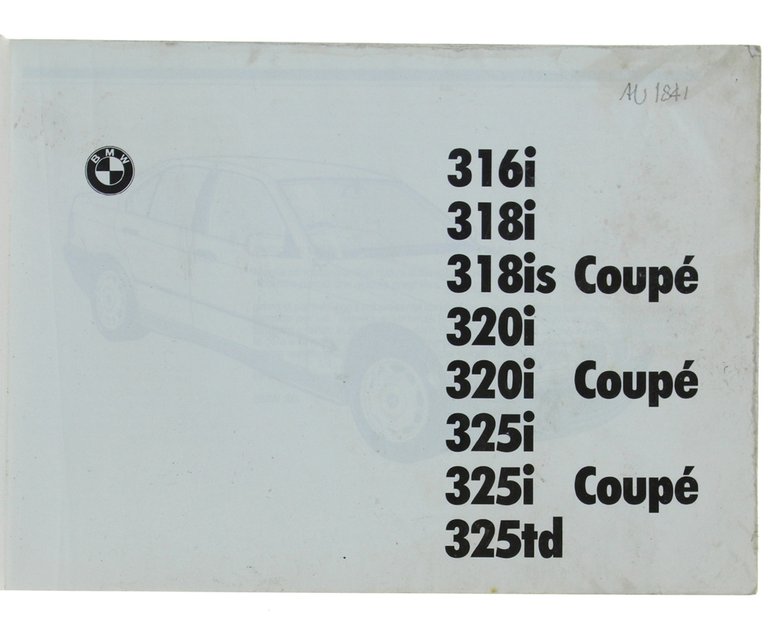 AU 1841
BMW
316i
318i
318is Coupé
320i
320i Coupé
325i
325i Coupé
325td